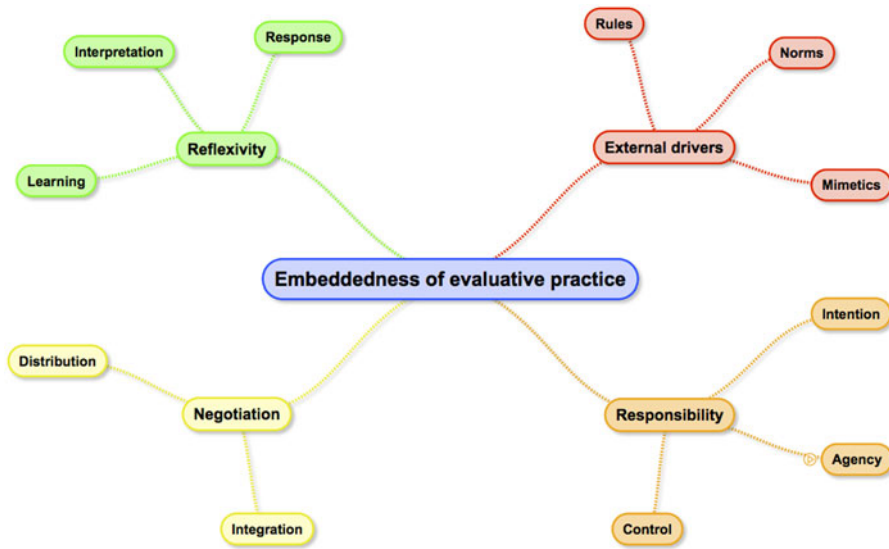 Rules
Response
Interpretation
Norms
Reflexivity
External drivers
Learning
Mimetics
Embeddedness of evaluative practice
Intention
Distribution
Negotiation
Responsibility
Agency
Integration
Control